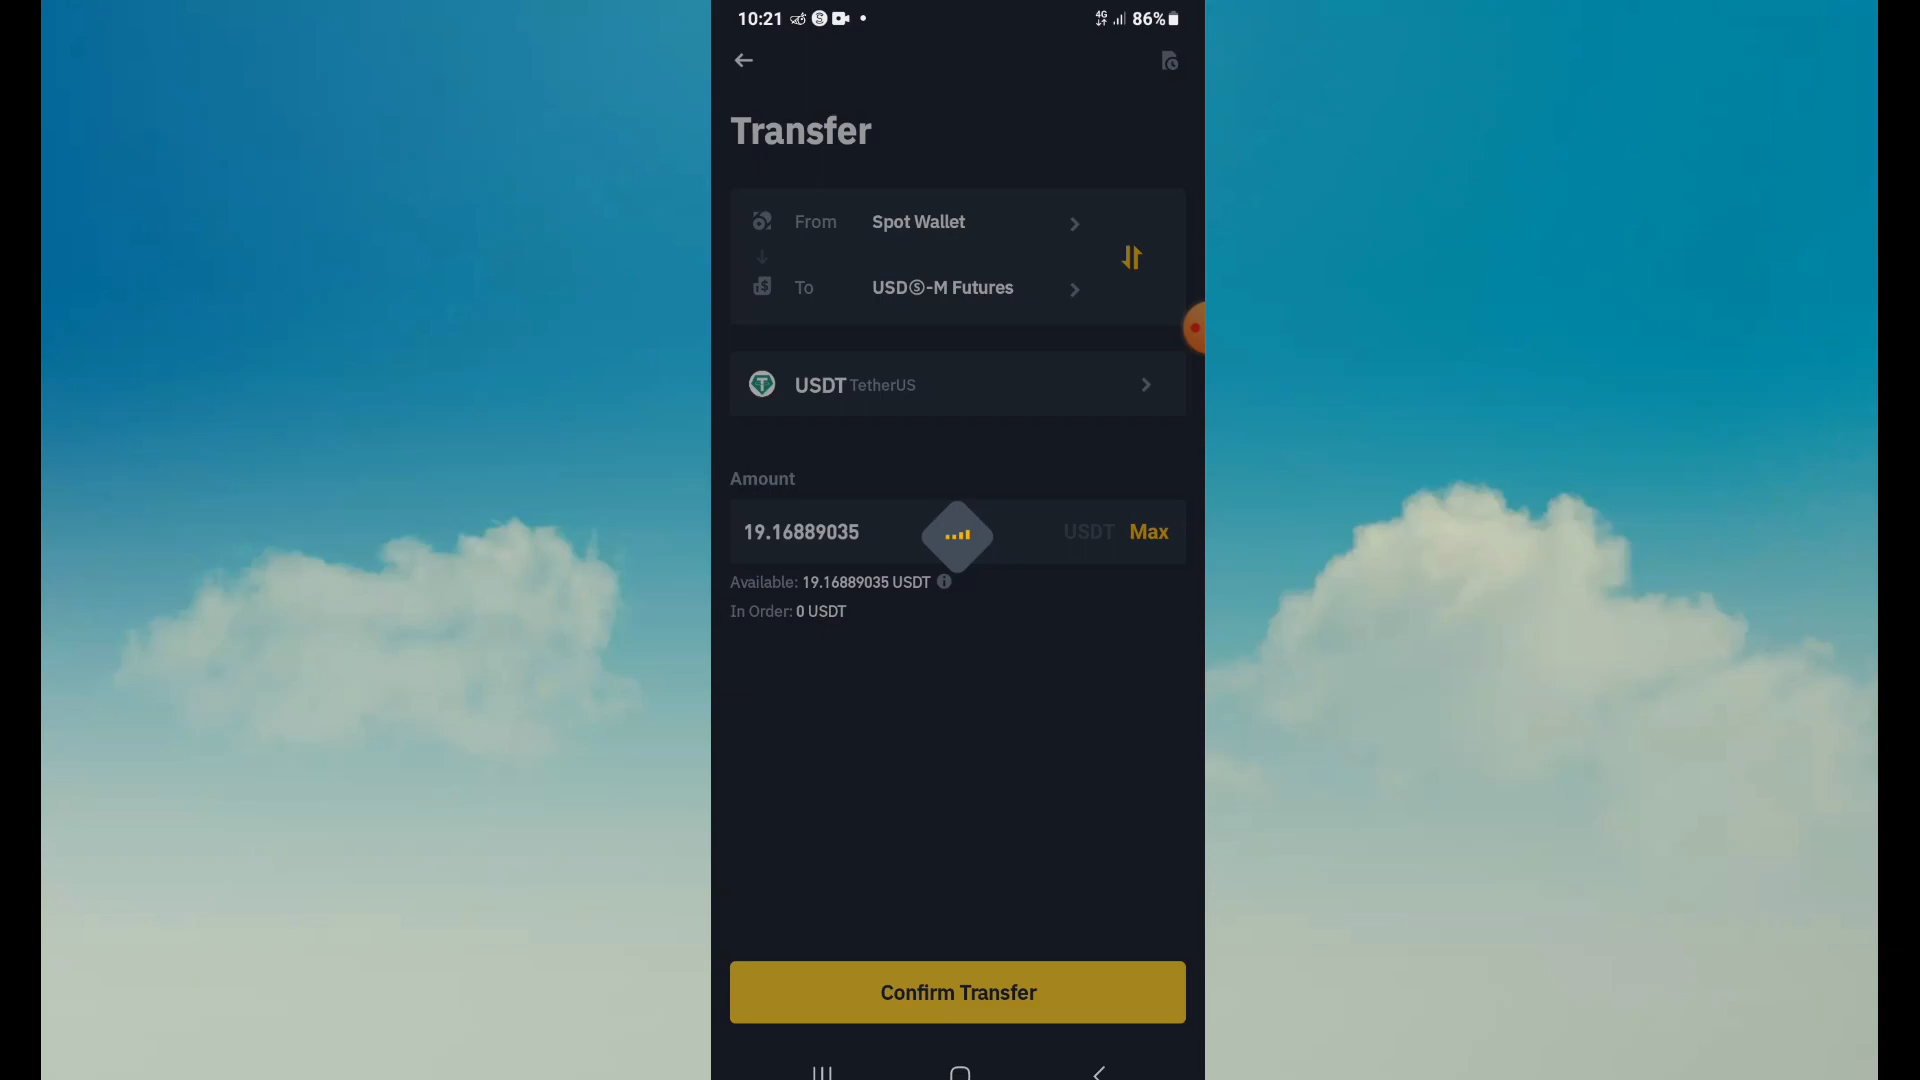 10:21
4G 86%
Transfer
From Spot Wallet
To USDⓈ-M Futures
USDT TetherUS
Amount
19.16889035 USDT Max
Available: 19.16889035 USDT
In Order: 0 USDT
Confirm Transfer